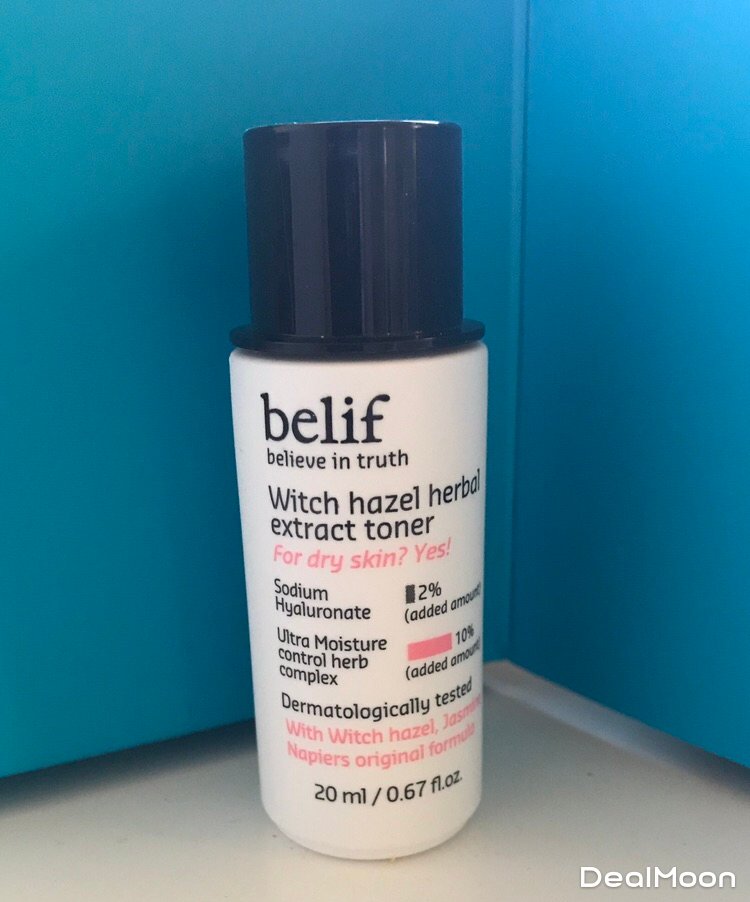 belif
believe in truth
Witch hazel herbal
extract toner
For dry skin? Yes!
Sodium
Hyaluronate
2%
(added amount
Ultra Moisture
control herb
complex
10%
(added amount
Dermatologically tested
With Witch hazel, Jasmin
Napiers original formula
20 ml / 0.67 fl.oz.
DealMoon